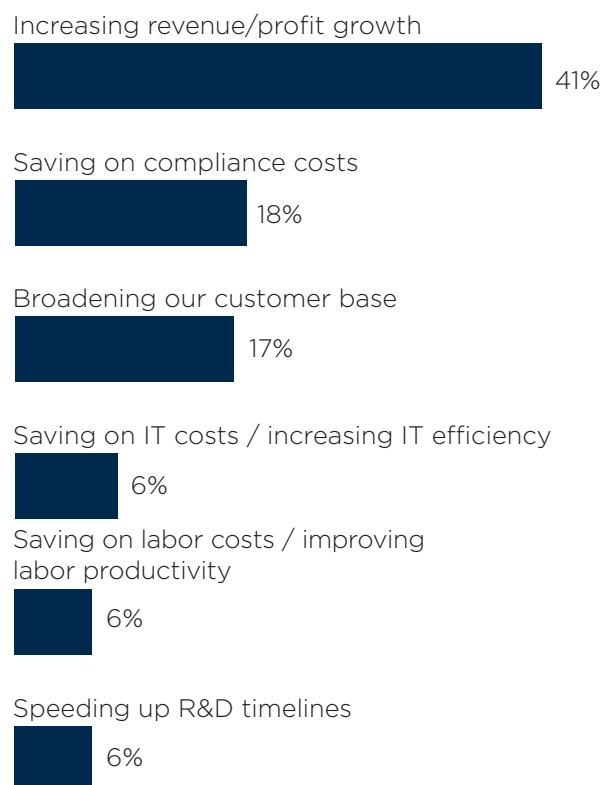 Increasing revenue/profit growth
41%
Saving on compliance costs
18%
Broadening our customer base
17%
Saving on IT costs / increasing IT efficiency
6%
Saving on labor costs / improving
labor productivity
6%
Speeding up R&D timelines
6%